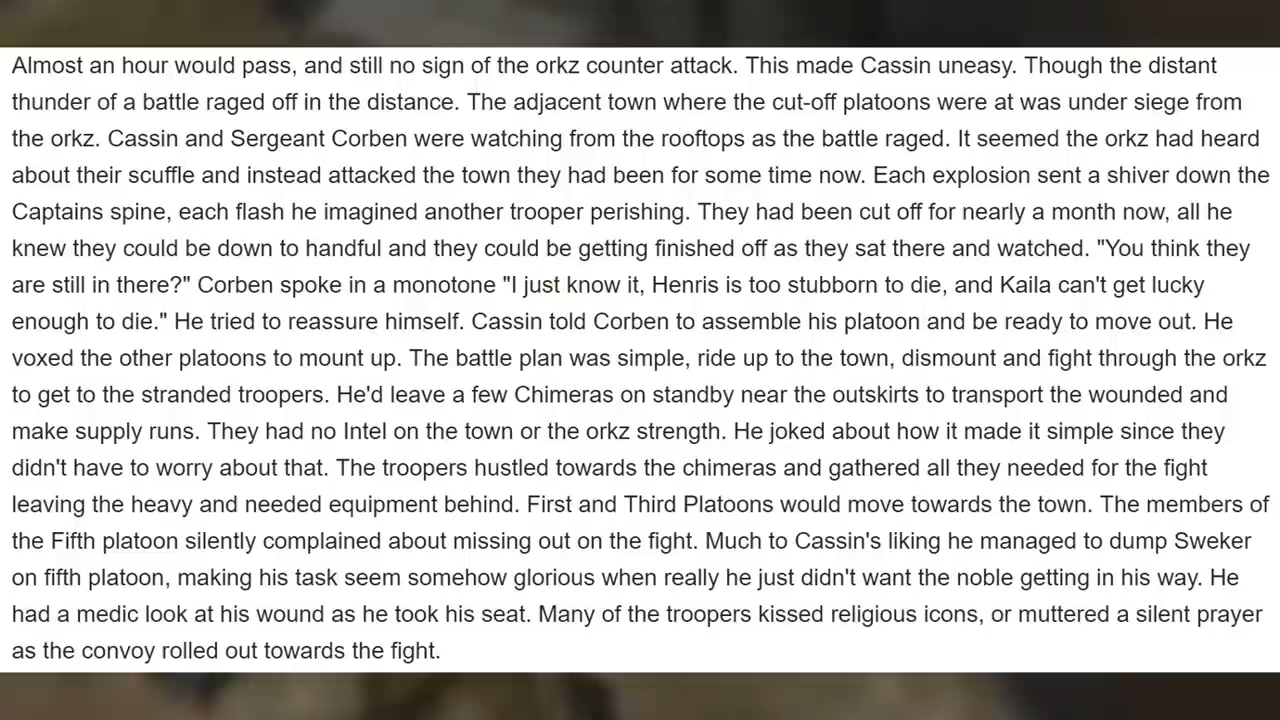 Almost an hour would pass, and still no sign of the orkz counter attack. This made Cassin uneasy. Though the distant
thunder of a battle raged off in the distance. The adjacent town where the cut-off platoons were at was under siege from
the orkz. Cassin and Sergeant Corben were watching from the rooftops as the battle raged. It seemed the orkz had heard
about their scuffle and instead attacked the town they had been for some time now. Each explosion sent a shiver down the
Captains spine, each flash he imagined another trooper perishing. They had been cut off for nearly a month now, all he
knew they could be down to handful and they could be getting finished off as they sat there and watched. "You think they
are still in there?" Corben spoke in a monotone "I just know it, Henris is too stubborn to die, and Kaila can't get lucky
enough to die." He tried to reassure himself. Cassin told Corben to assemble his platoon and be ready to move out. He
voxed the other platoons to mount up. The battle plan was simple, ride up to the town, dismount and fight through the orkz
to get to the stranded troopers. He'd leave a few Chimeras on standby near the outskirts to transport the wounded and
make supply runs. They had no Intel on the town or the orkz strength. He joked about how it made it simple since they
didn't have to worry about that. The troopers hustled towards the chimeras and gathered all they needed for the fight
leaving the heavy and needed equipment behind. First and Third Platoons would move towards the town. The members of
the Fifth platoon silently complained about missing out on the fight. Much to Cassin's liking he managed to dump Sweker
on fifth platoon, making his task seem somehow glorious when really he just didn't want the noble getting in his way. He
had a medic look at his wound as he took his seat. Many of the troopers kissed religious icons, or muttered a silent prayer
as the convoy rolled out towards the fight.